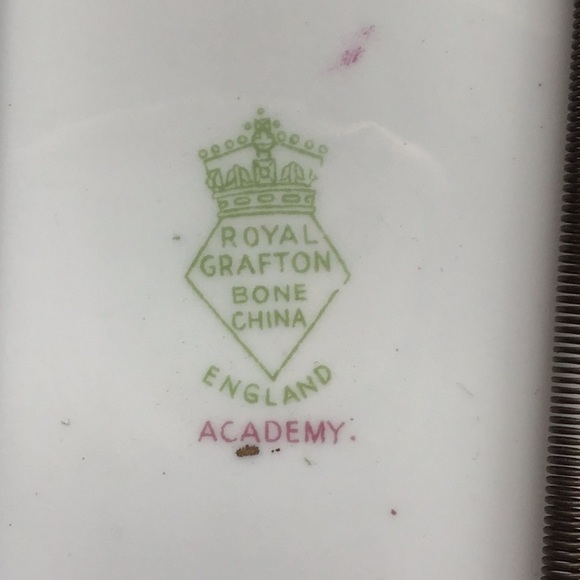 ROYAL
GRAFTON
BONE
CHINA
ENGLAND
ACADEMY.